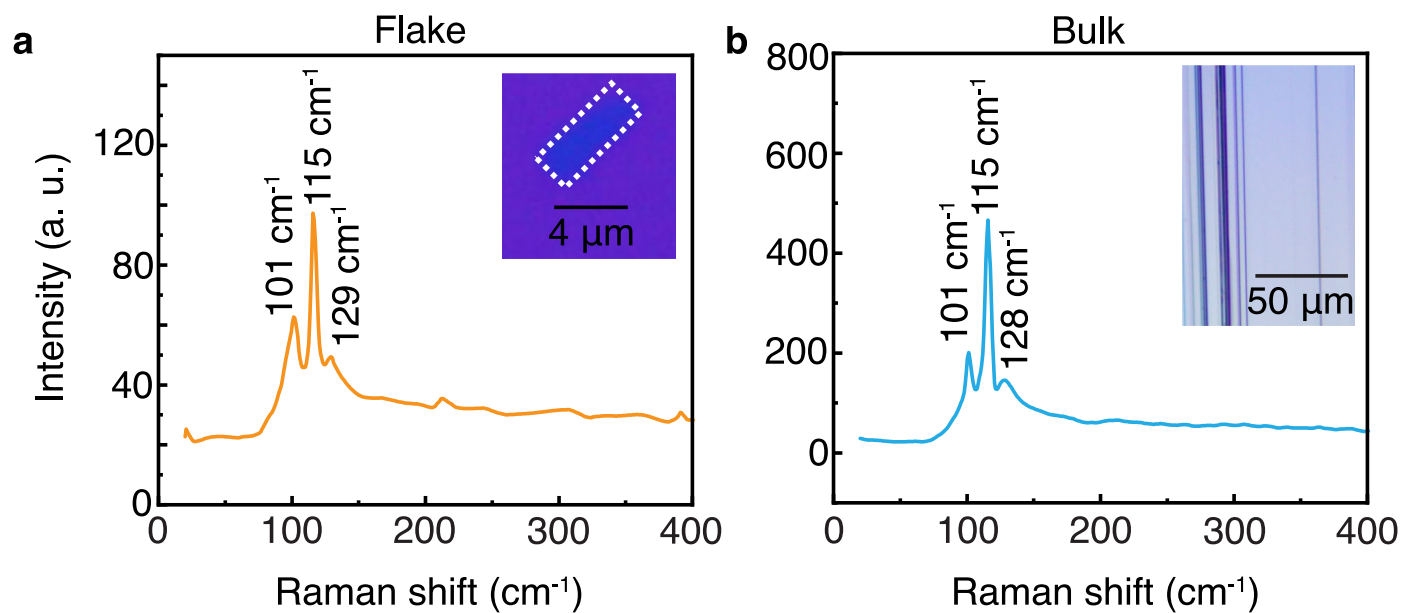 a
Flake
Intensity (a. u.)
120
80
40
0
101 cm⁻¹
115 cm⁻¹
129 cm⁻¹
4 μm
0
100
200
300
400
Raman shift (cm⁻¹)
b
Bulk
800
600
400
200
0
101 cm⁻¹
115 cm⁻¹
128 cm⁻¹
50 μm
0
100
200
300
400
Raman shift (cm⁻¹)